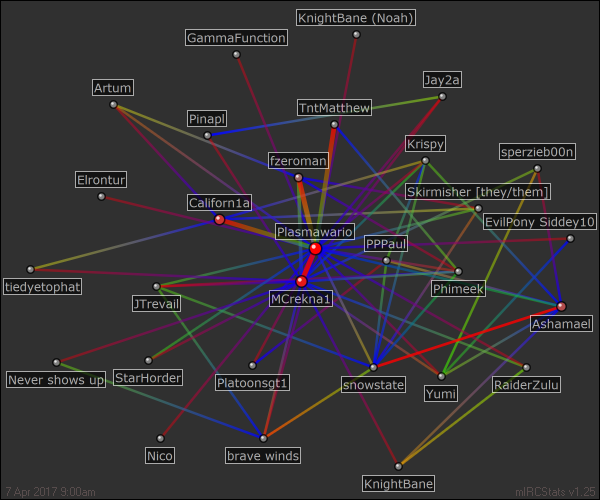 KnightBane (Noah)
GammaFunction
Jay2a
Artum
TntMatthew
Pinapl
Krispy
sperzieb00n
fzeroman
Elrontur
Skirmisher [they/them]
Californ1a
EvilPony Siddey10
Plasmawario
PPPaul
tiedyetophat
Phimeek
JTrevail
MCrekna1
Ashamael
Never shows up
StarHorder
Platoonsgt1
snowstate
RaiderZulu
Yumi
Nico
brave winds
KnightBane
7 Apr 2017 9:00am
mIRCStats v1.25